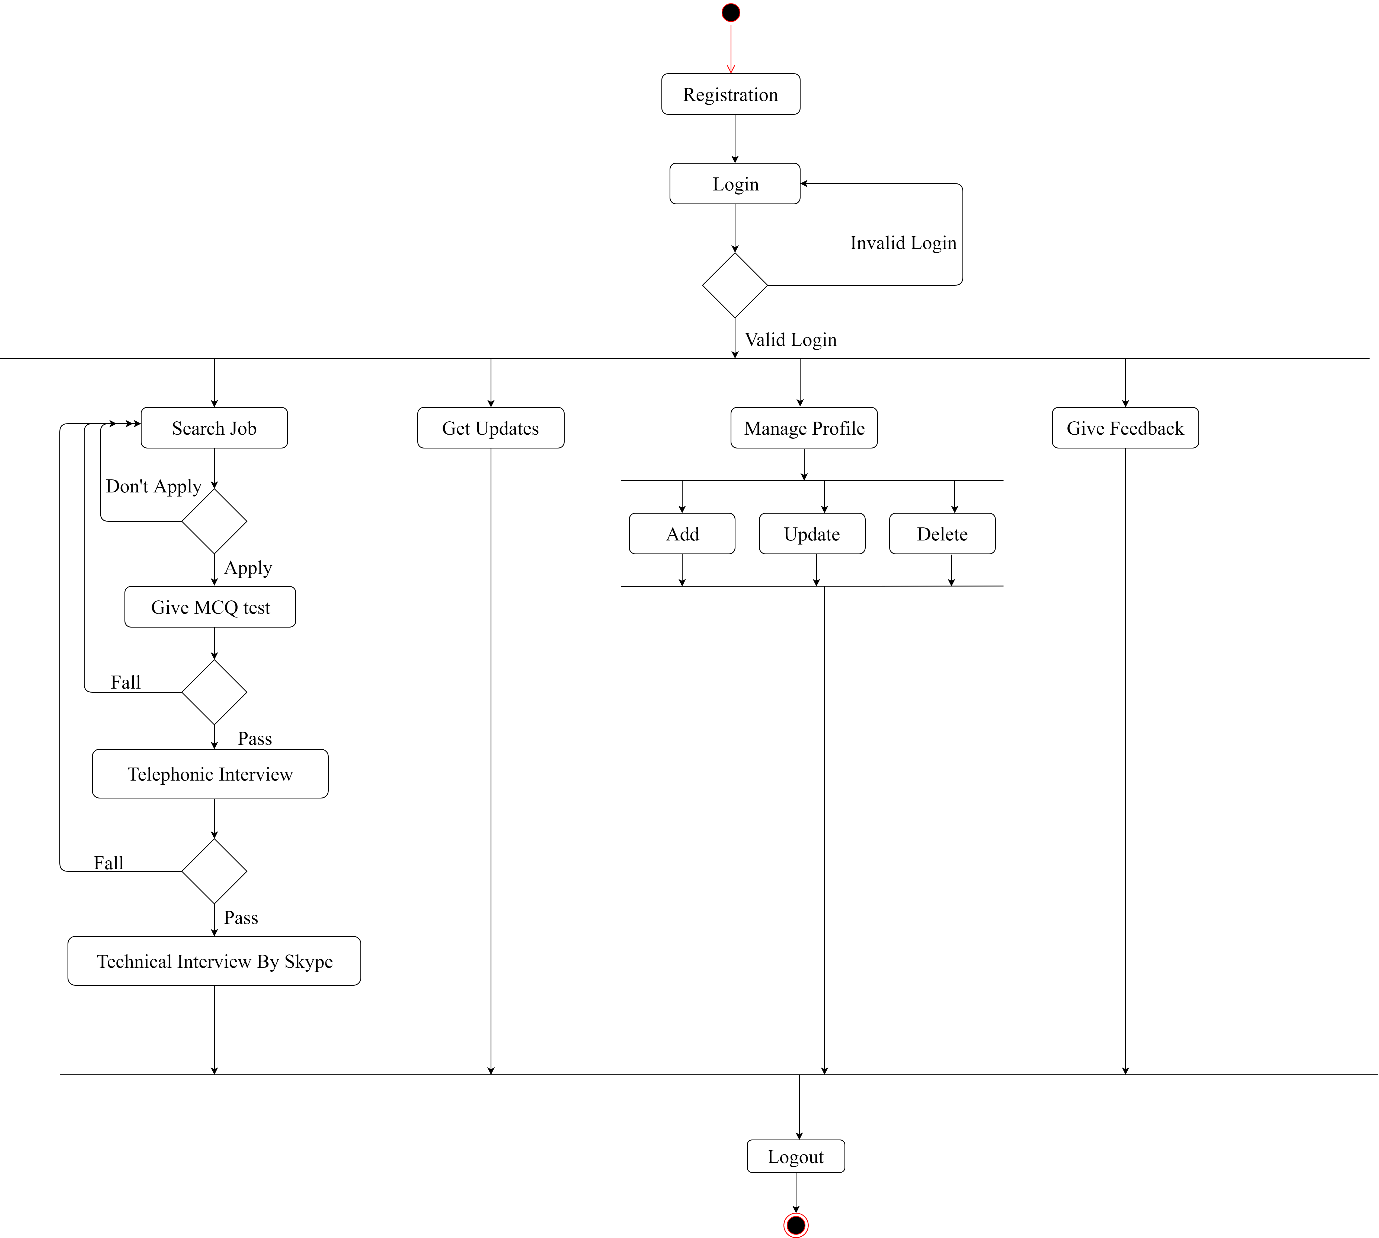 Registration
Login
Invalid Login
Valid Login
Search Job
Get Updates
Manage Profile
Give Feedback
Don't Apply
Add
Update
Delete
Apply
Give MCQ test
Fall
Pass
Telephonic Interview
Fall
Pass
Technical Interview By Skype
Logout